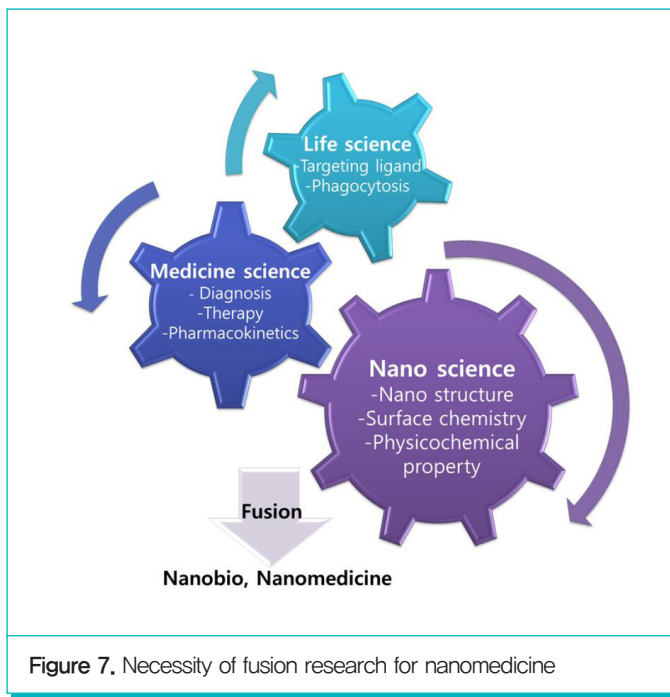 Life science
-Targeting ligand
-Phagocytosis
Medicine science
- Diagnosis
-Therapy
-Pharmacokinetics
Nano science
-Nano structure
-Surface chemistry
-Physicochemical
property
Fusion
Nanobio, Nanomedicine
Figure 7. Necessity of fusion research for nanomedicine